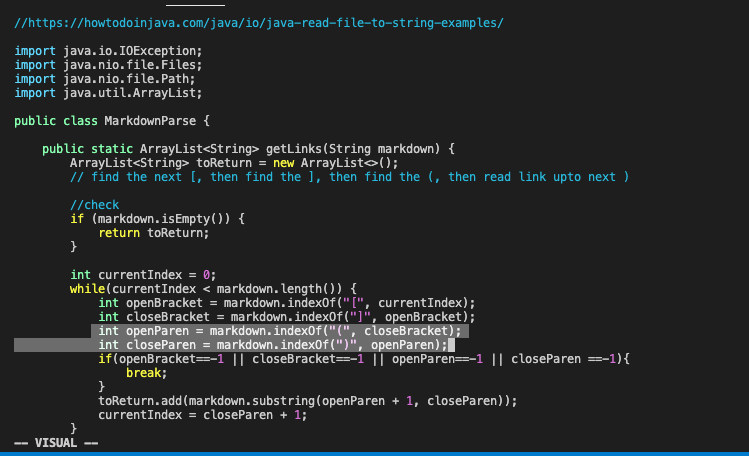 //https://howtodoinjava.com/java/io/java-read-file-to-string-examples/
import java.io.IOException;
import java.nio.file.Files;
import java.nio.file.Path;
import java.util.ArrayList;
public class MarkdownParse {
public static ArrayList<String> getLinks(String markdown) {
ArrayList<String> toReturn = new ArrayList<>();
// find the next [, then find the ], then find the (, then read link upto next )
//check
if (markdown.isEmpty()) {
return toReturn;
}
int currentIndex = 0;
while(currentIndex < markdown.length()) {
int openBracket = markdown.indexOf("[", currentIndex);
int closeBracket = markdown.indexOf("]", openBracket);
int openParen = markdown.indexOf("(", closeBracket);
int closeParen = markdown.indexOf(")", openParen);
if(openBracket==-1 || closeBracket==-1 || openParen==-1 || closeParen ==-1){
break;
}
toReturn.add(markdown.substring(openParen + 1, closeParen));
currentIndex = closeParen + 1;
}
-- VISUAL --